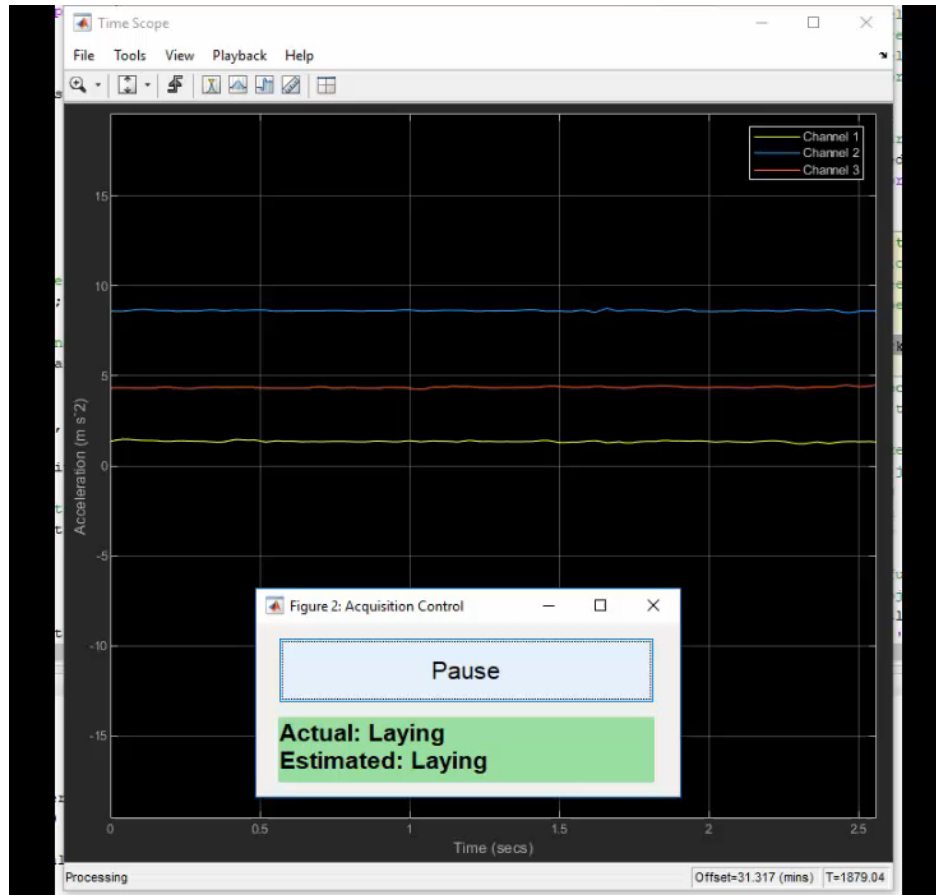 Time Scope
File Tools View Playback Help
Channel 1
Channel 2
Channel 3
15
10
5
0
-5
-10
-15
Acceleration (m s^2)
0 0.5 1 1.5 2 2.5
Time (secs)
Figure 2: Acquisition Control
Pause
Actual: Laying
Estimated: Laying
Processing
Offset=31.317 (mins) T=1879.04